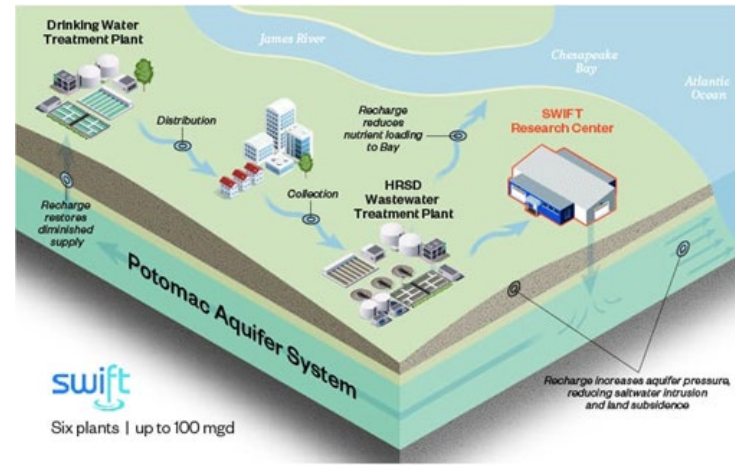 Drinking Water
Treatment Plant
James River
Chesapeake
Bay
Atlantic
Ocean
Distribution
Recharge
reduces
nutrient loading
to Bay
SWIFT
Research Center
Collection
HRSD
Wastewater
Treatment Plant
Recharge
restores
diminished
supply
Potomac Aquifer System
Recharge increases aquifer pressure,
reducing saltwater intrusion
and land subsidence
swift
Six plants | up to 100 mgd